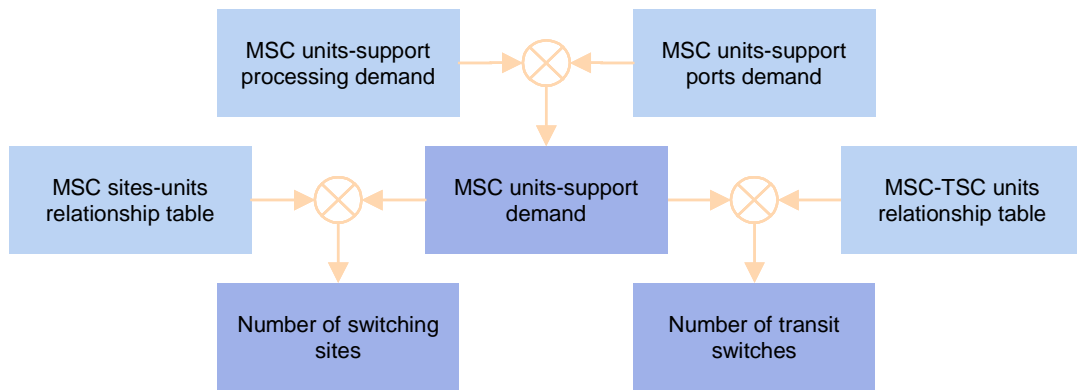 MSC units-support
processing demand
MSC units-support
ports demand
MSC sites-units
relationship table
MSC units-support
demand
MSC-TSC units
relationship table
Number of switching
sites
Number of transit
switches